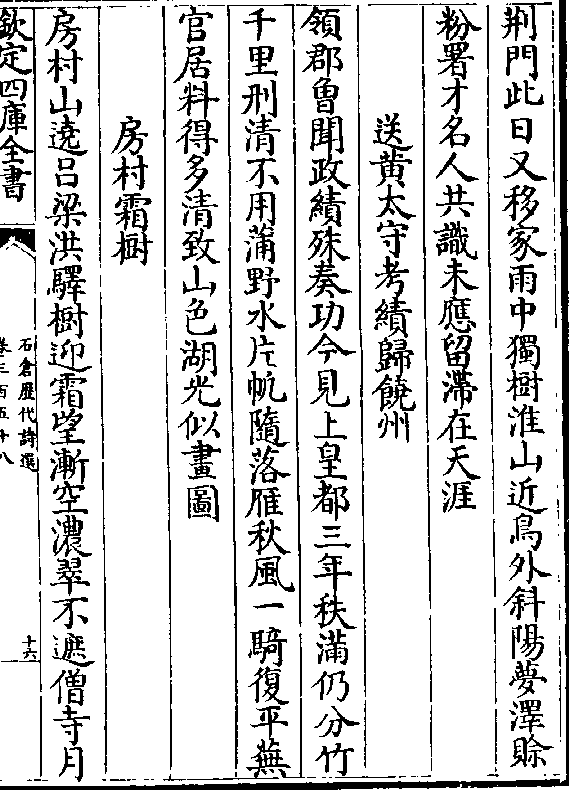 荆門此日又移家雨中獨樹淮山近鳥外斜陽夢澤賖
粉署才名人共識未應留滯在天涯
送黄太守考績歸饒州
領郡曾聞政績殊奏功今見上皇都三年秩滿仍分竹
千里刑清不用蒲野水片帆隨落雁秋風一騎復平蕪
官居料得多清致山色湖光似畫圖
房村霜樹
房村山遶吕梁洪驛樹迎霜望漸空濃翠不遮僧寺月
欽定四庫全書
石倉歷代詩選
卷三百五十八
十六